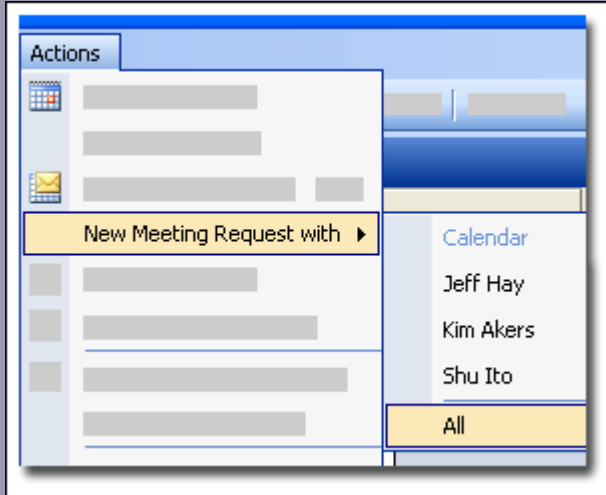 Actions
New Meeting Request with
Calendar
Jeff Hay
Kim Akers
Shu Ito
All